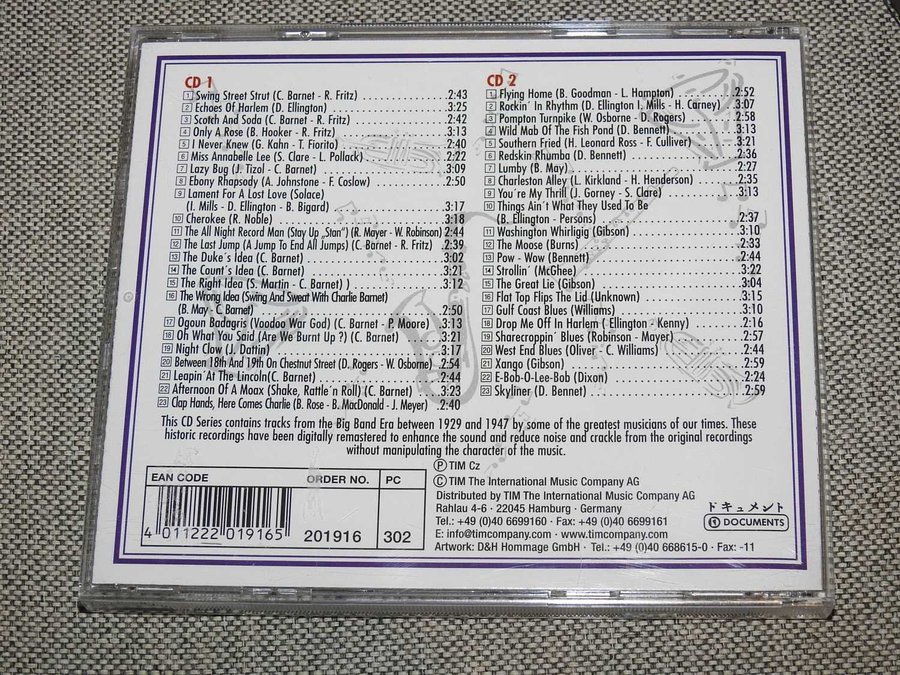 CD 1
1 Swing Street Strut (C. Barnet - R. Fritz) 2:43
2 Echoes Of Harlem (D. Ellington) 3:25
3 Scotch And Soda (C. Barnet - R. Fritz) 2:42
4 Only A Rose (B. Hooker - R. Fritz) 3:13
5 I Never Knew (G. Kahn - T. Fiorito) 2:40
6 Miss Annabelle Lee (S. Clare - L. Pollack) 2:22
7 Lazy Bug (J. Tizol - C. Barnet) 3:09
8 Ebony Rhapsody (A. Johnstone - F. Coslow) 2:50
9 Lament For A Lost Love (Solace)
(I. Mills - D. Ellington - B. Bigard) 3:17
10 Cherokee (R. Noble) 3:18
11 The All Night Record Man (Stay Up „Stan“) (R. Mayer - W. Robinson) 2:44
12 The Last Jump (A Jump To End All Jumps) (C. Barnet - R. Fritz) 2:39
13 The Duke´s Idea (C. Barnet) 3:02
14 The Count´s Idea (C. Barnet) 3:21
15 The Right Idea (S. Martin - C. Barnet) ) 3:12
16 The Wrong Idea (Swing And Sweat With Charlie Barnet)
(B. May - C. Barnet) 2:50
17 Ogoun Badagris (Voodoo War God) (C. Barnet - P. Moore) 3:13
18 Oh What You Said (Are We Burnt Up ?) (C. Barnet) 3:21
19 Night Clow (J. Dattin) 3:17
20 Between 18th And 19th On Chestnut Street (D. Rogers - W. Osborne) 2:54
21 Leapin´At The Lincoln(C. Barnet) 2:44
22 Afternoon Of A Moax (Shake, Rattle´n Roll) (C. Barnet) 3:23
23 Clap Hands, Here Comes Charlie (B. Rose - B. MacDonald - J. Meyer) 2:40
CD 2
1 Flying Home (B. Goodman - L. Hampton) 2:52
2 Rockin´ In Rhythm (D. Ellington I. Mills - H. Carney) 3:07
3 Pompton Turnpike (W. Osborne - D. Rogers) 2:58
4 Wild Mab Of The Fish Pond (D. Bennett) 3:13
5 Southern Fried (H. Leonard Ross - F. Culliver) 3:21
6 Redskin Rhumba (D. Bennett) 2:36
7 Lumby (B. May) 2:27
8 Charleston Alley (L. Kirkland - H. Henderson) 2:35
9 You´re My Thrill (J. Gorney - S. Clare) 3:13
10 Things Ain´t What They Used To Be
(B. Ellington - Persons) 2:37
11 Washington Whirligig (Gibson) 3:10
12 The Moose (Burns) 2:33
13 Pow - Wow (Bennett) 2:44
14 Strollin´ (McGhee) 3:22
15 The Great Lie (Gibson) 3:04
16 Flat Top Flips The Lid (Unknown) 3:15
17 Gulf Coast Blues (Williams) 3:10
18 Drop Me Off In Harlem ( Ellington - Kenny) 2:16
19 Sharecroppin´ Blues (Robinson - Mayer) 2:57
20 West End Blues (Oliver - C. Williams) 2:44
21 Xango (Gibson) 2:59
22 E-Bob-O-Lee-Bob (Dixon) 2:24
23 Skyliner (D. Bennet) 2:59
This CD Series contains tracks from the Big Band Era between 1929 and 1947 by some of the greatest musicians of our times. These
historic recordings have been digitally remastered to enhance the sound and reduce noise and crackle from the original recordings
without manipulating the character of the music.
EAN CODE
4 011222 019165
ORDER NO.
201916
PC
302
Ⓟ TIM Cz
© TIM The International Music Company AG
Distributed by TIM The International Music Company AG
Rahlau 4-6 - 22045 Hamburg - Germany
Tel.: +49 (0)40 6699160 - Fax: +49 (0)40 6699161
E: info@timcompany.com - www.timcompany.com
Artwork: D&H Hommage GmbH - Tel.: +49 (0)40 668615-0 - Fax: -11
ドキュメント
DOCUMENTS